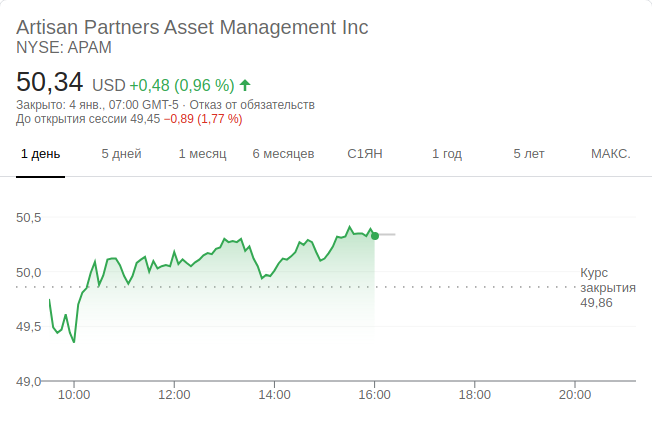 Artisan Partners Asset Management Inc
NYSE: APAM
50,34 USD +0,48 (0,96 %)
Закрыто: 4 янв., 07:00 GMT-5 · Отказ от обязательств
До открытия сессии 49,45 −0,89 (1,77 %)
1 день 5 дней 1 месяц 6 месяцев С1ЯН 1 год 5 лет МАКС.
50,5
50,0
Курс
закрытия
49,86
49,5
49,0
10:00 12:00 14:00 16:00 18:00 20:00